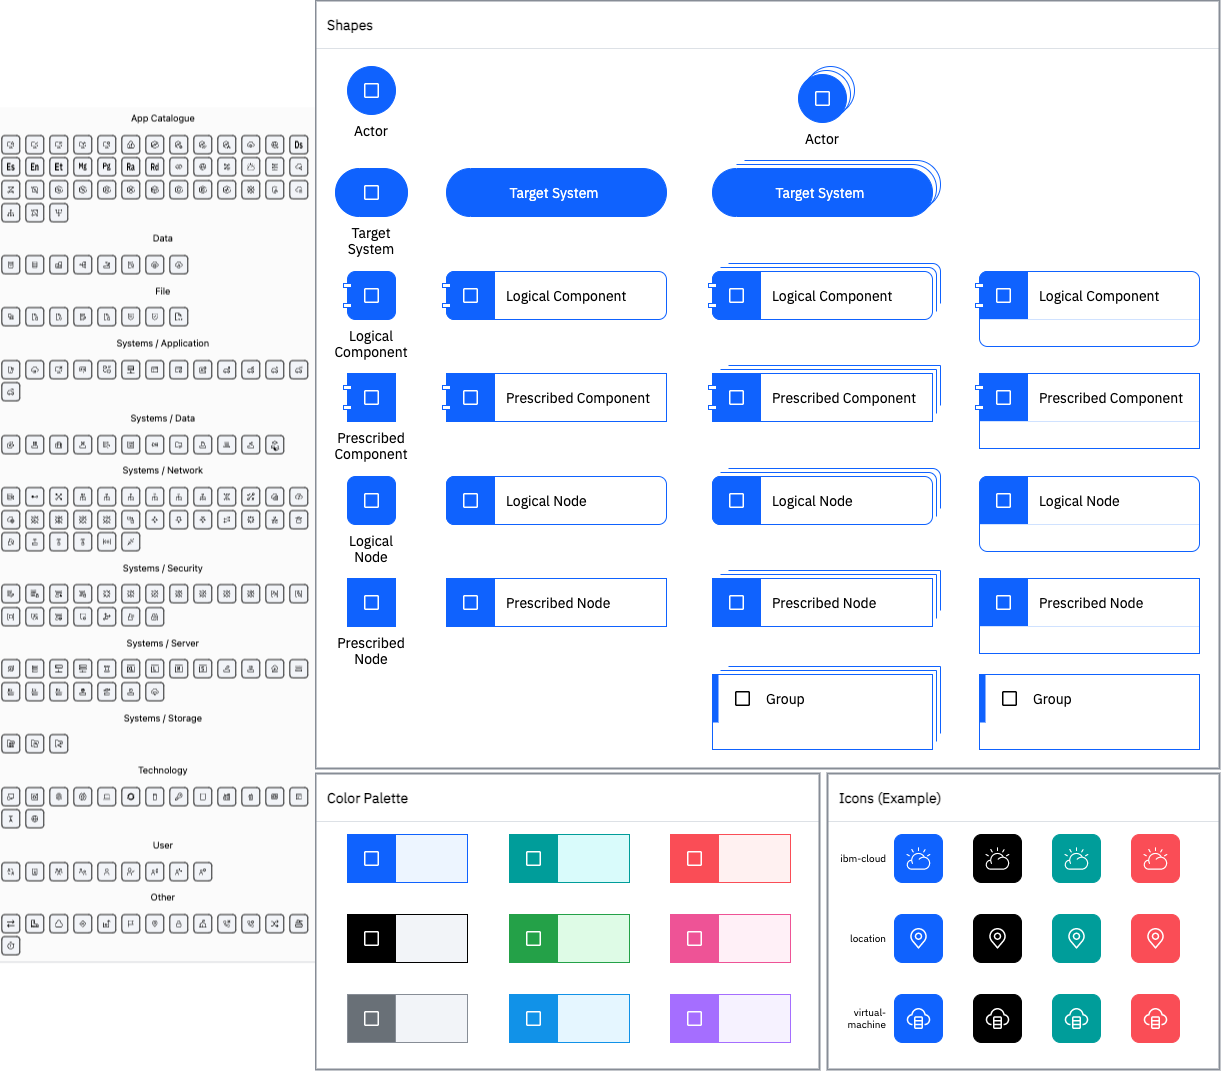 App Catalogue
Ds
Es
En
Et
Mg
Pg
Ra
Rd
Data
File
Systems / Application
Systems / Data
Systems / Network
Systems / Security
Systems / Server
Systems / Storage
Technology
User
Other
Shapes
Actor
Actor
Target
System
Target System
Target System
Logical
Component
Logical Component
Logical Component
Logical Component
Prescribed
Component
Prescribed Component
Prescribed Component
Prescribed Component
Logical
Node
Logical Node
Logical Node
Logical Node
Prescribed
Node
Prescribed Node
Prescribed Node
Prescribed Node
Group
Group
Color Palette
Icons (Example)
ibm-cloud
location
virtual-
machine